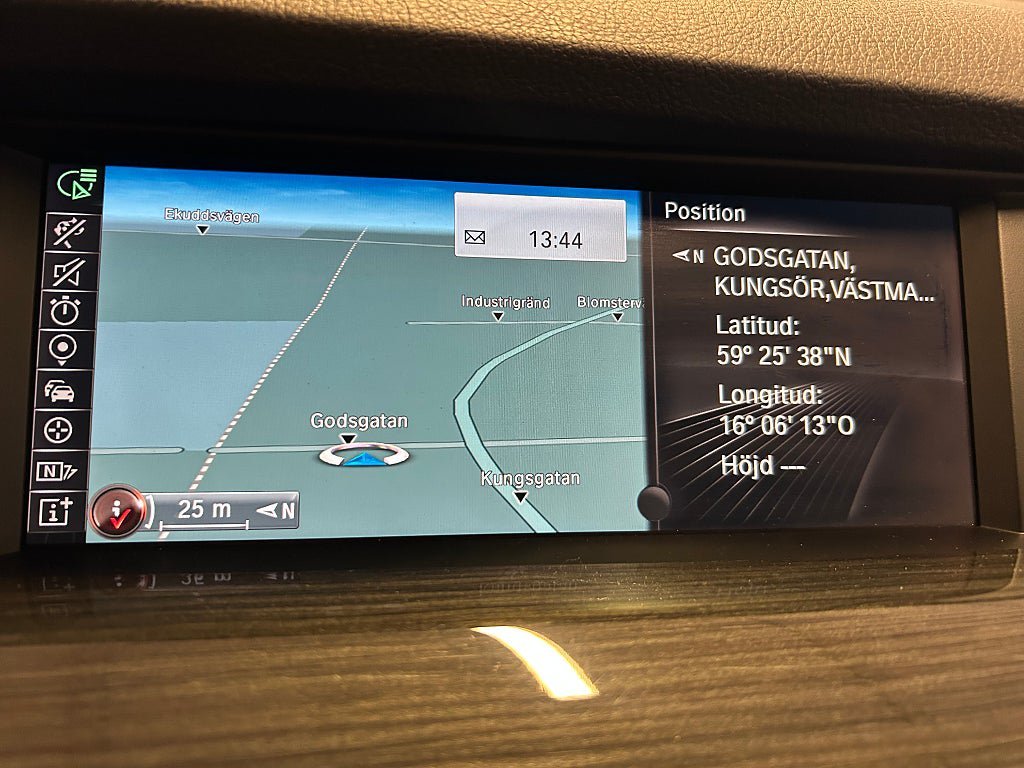 Ekuddsvägen
13:44
Industrigränd
Blomsterv
Godsgatan
Kungsgatan
25 m
N
N
i+
i
Position
N GODSGATAN,
KUNGSÖR,VÄSTMA...
Latitud:
59° 25' 38"N
Longitud:
16° 06' 13"O
Höjd ---